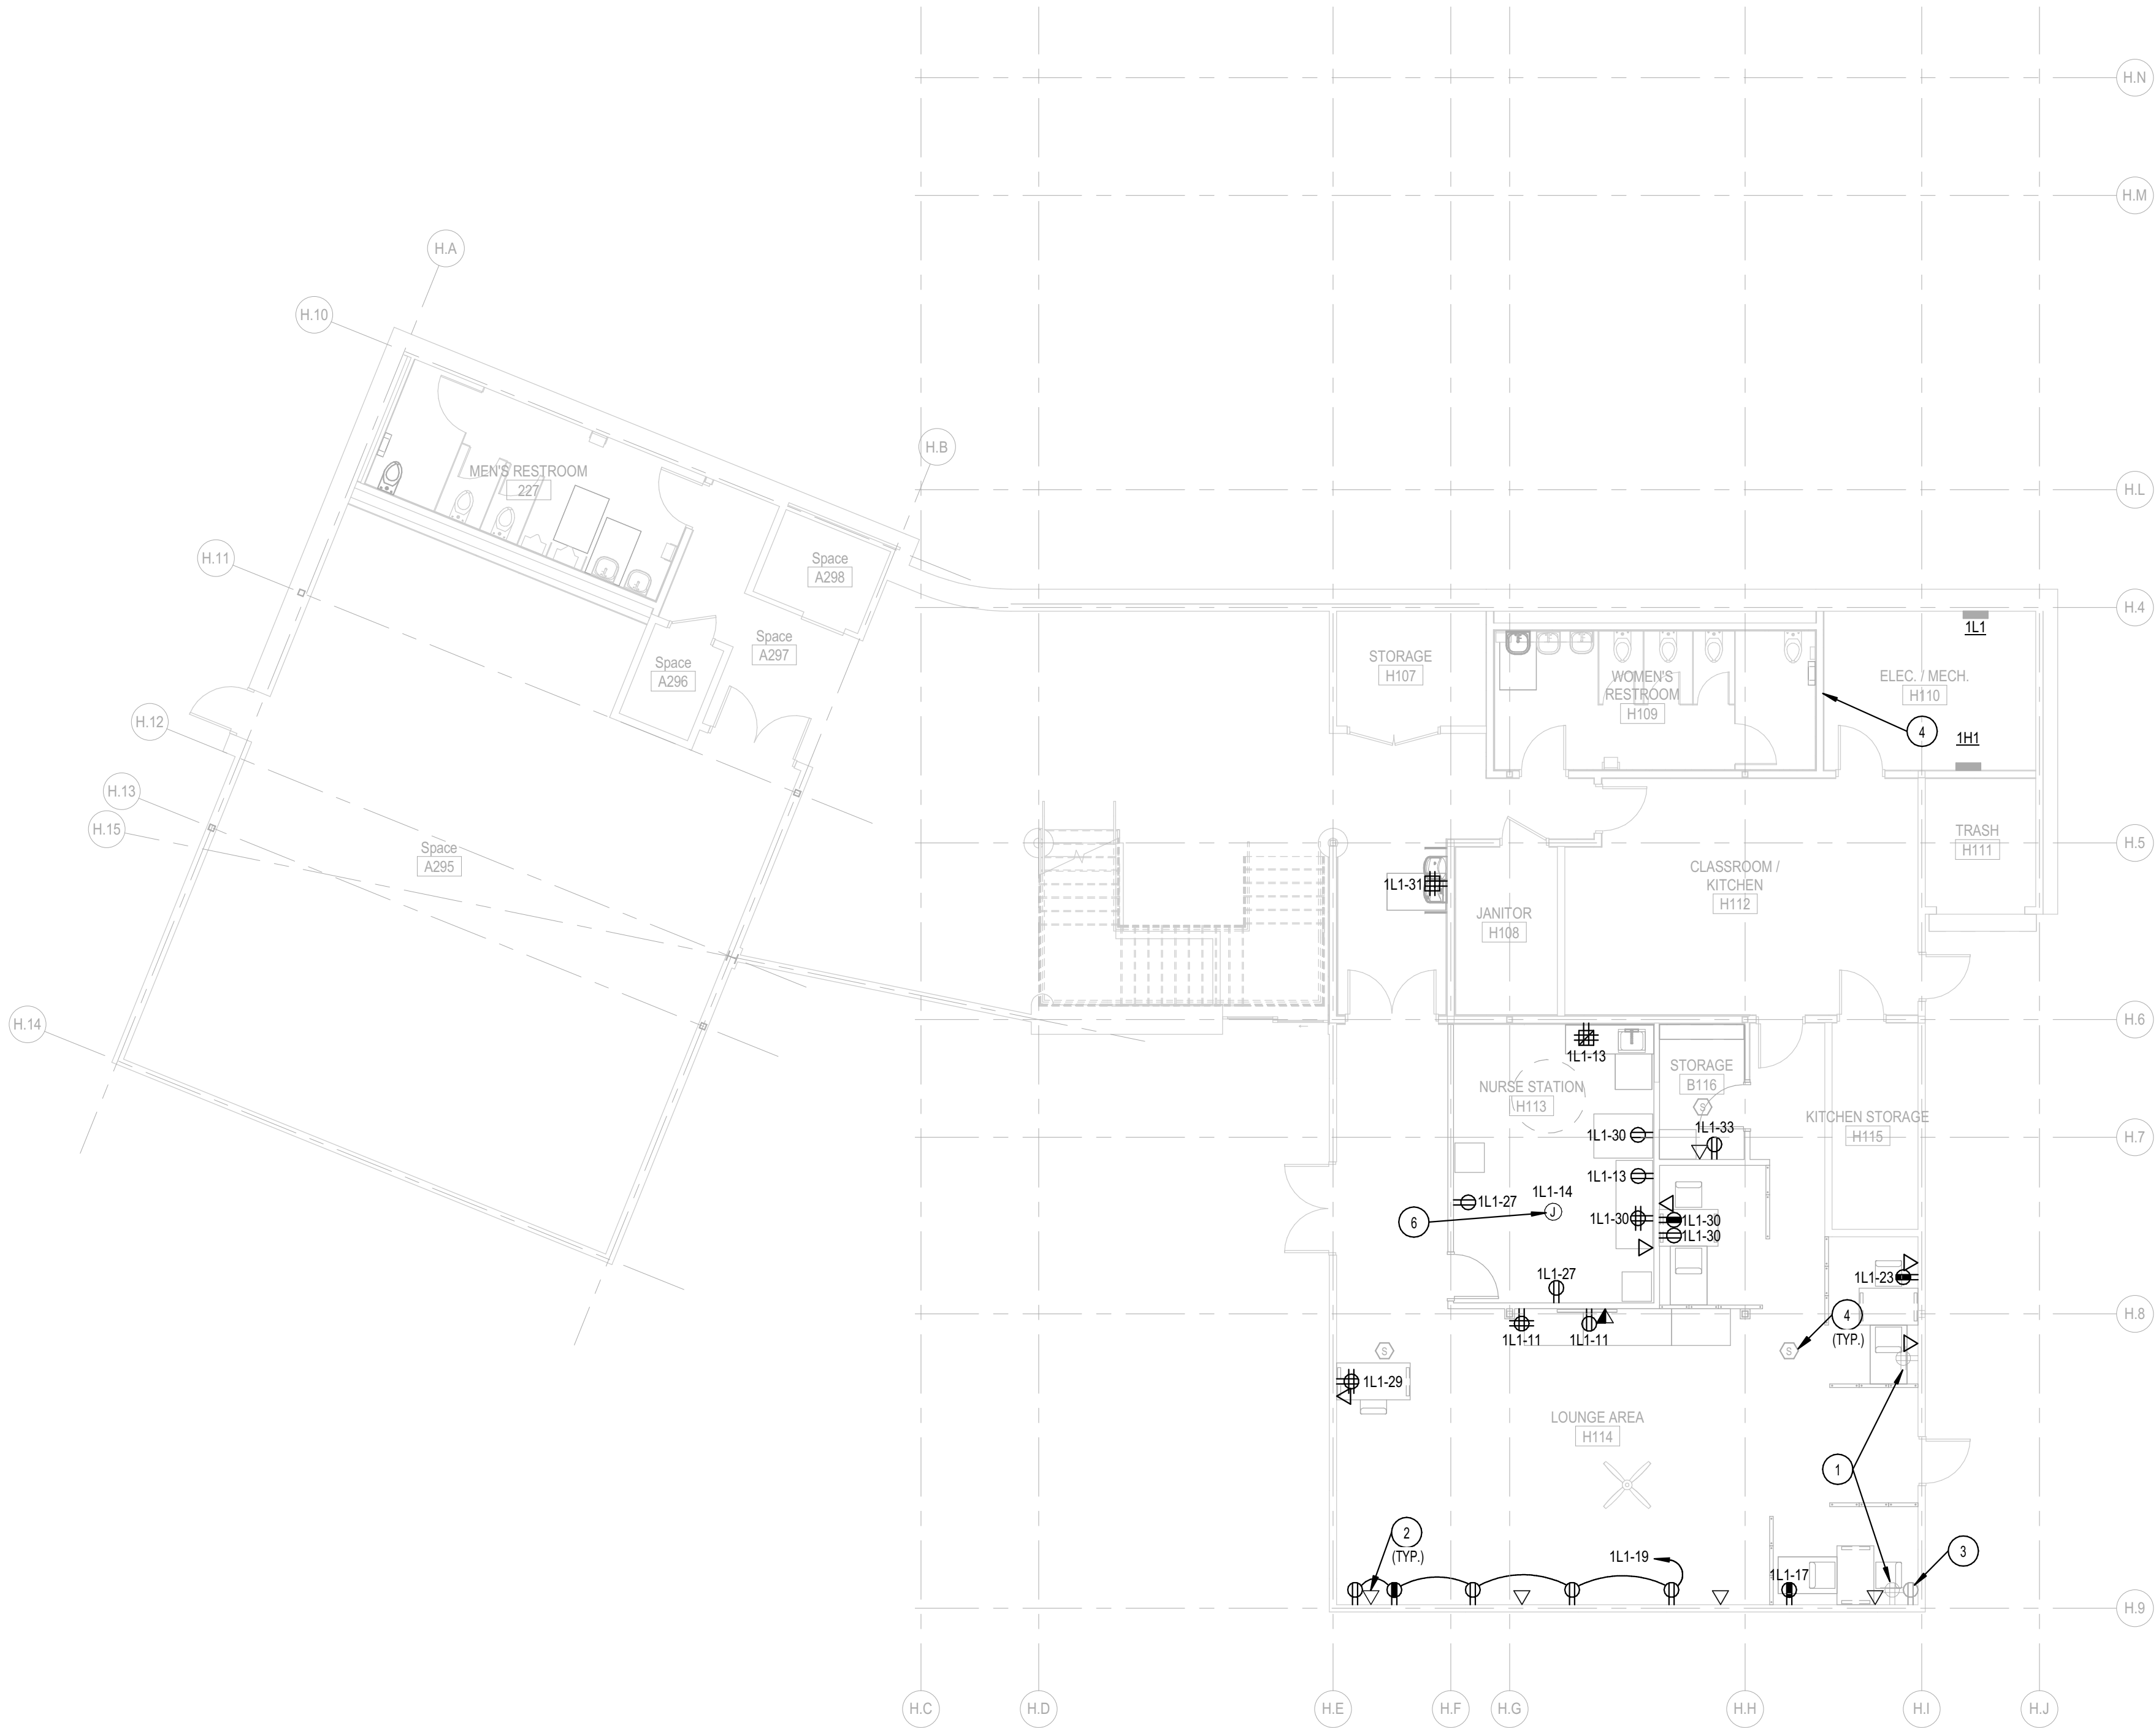 H.N
H.M
H.A
H.10
H.B
MEN'S RESTROOM
227
H.L
H.11
Space
A298
H.4
1L1
Space
A297
STORAGE
H107
Space
A296
WOMEN'S
RESTROOM
H109
ELEC. / MECH.
H110
H.12
4
1H1
H.13
H.15
Space
A295
TRASH
H111
H.5
CLASSROOM /
KITCHEN
H112
1L1-31
JANITOR
H108
H.14
H.6
1L1-13
NURSE STATION
H113
STORAGE
B116
S
KITCHEN STORAGE
H115
1L1-33
1L1-30
H.7
1L1-13
1L1-14
1L1-27
J
6
1L1-30
1L1-30
1L1-30
1L1-27
1L1-23
H.8
4
(TYP.)
1L1-11
1L1-11
S
S
1L1-29
LOUNGE AREA
H114
1
2
(TYP.)
1L1-19
3
1L1-17
H.9
H.C
H.D
H.E
H.F
H.G
H.H
H.I
H.J